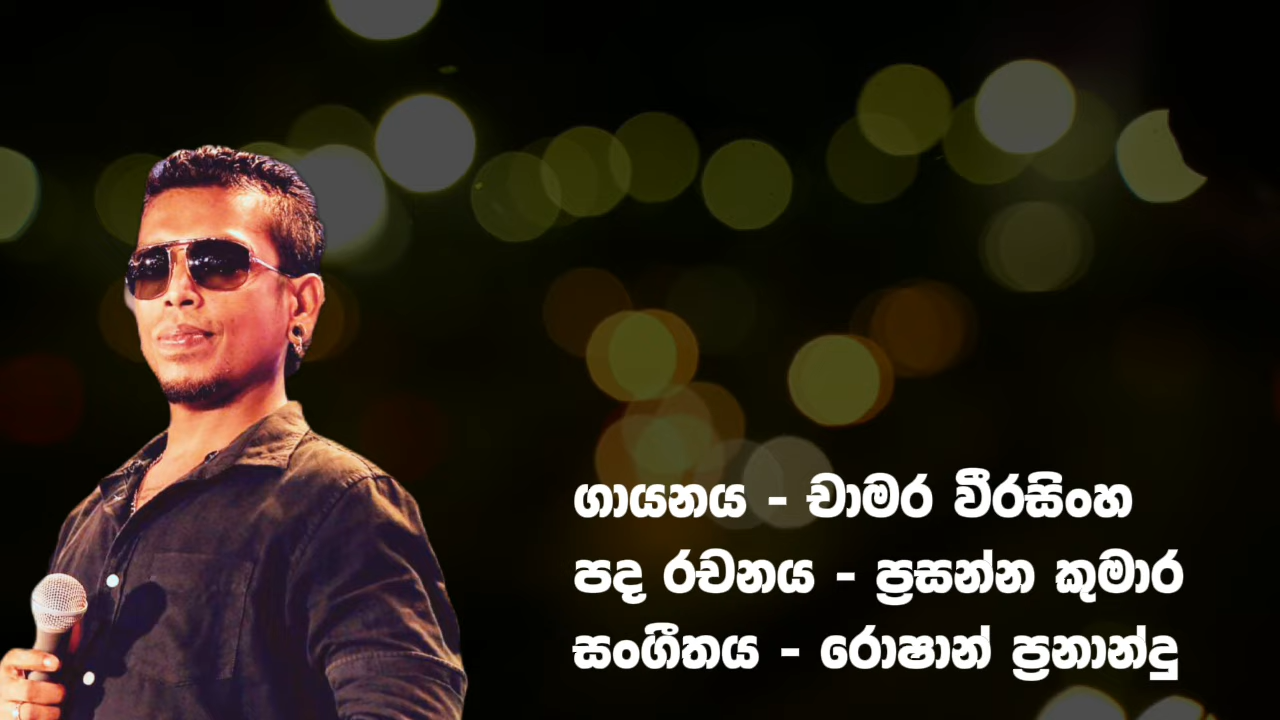 ගායනය - චාමර වීරසිංහ
පද රචනය - ප්‍රසන්න කුමාර
සංගීතය - රොෂාන් ප්‍රනාන්දු